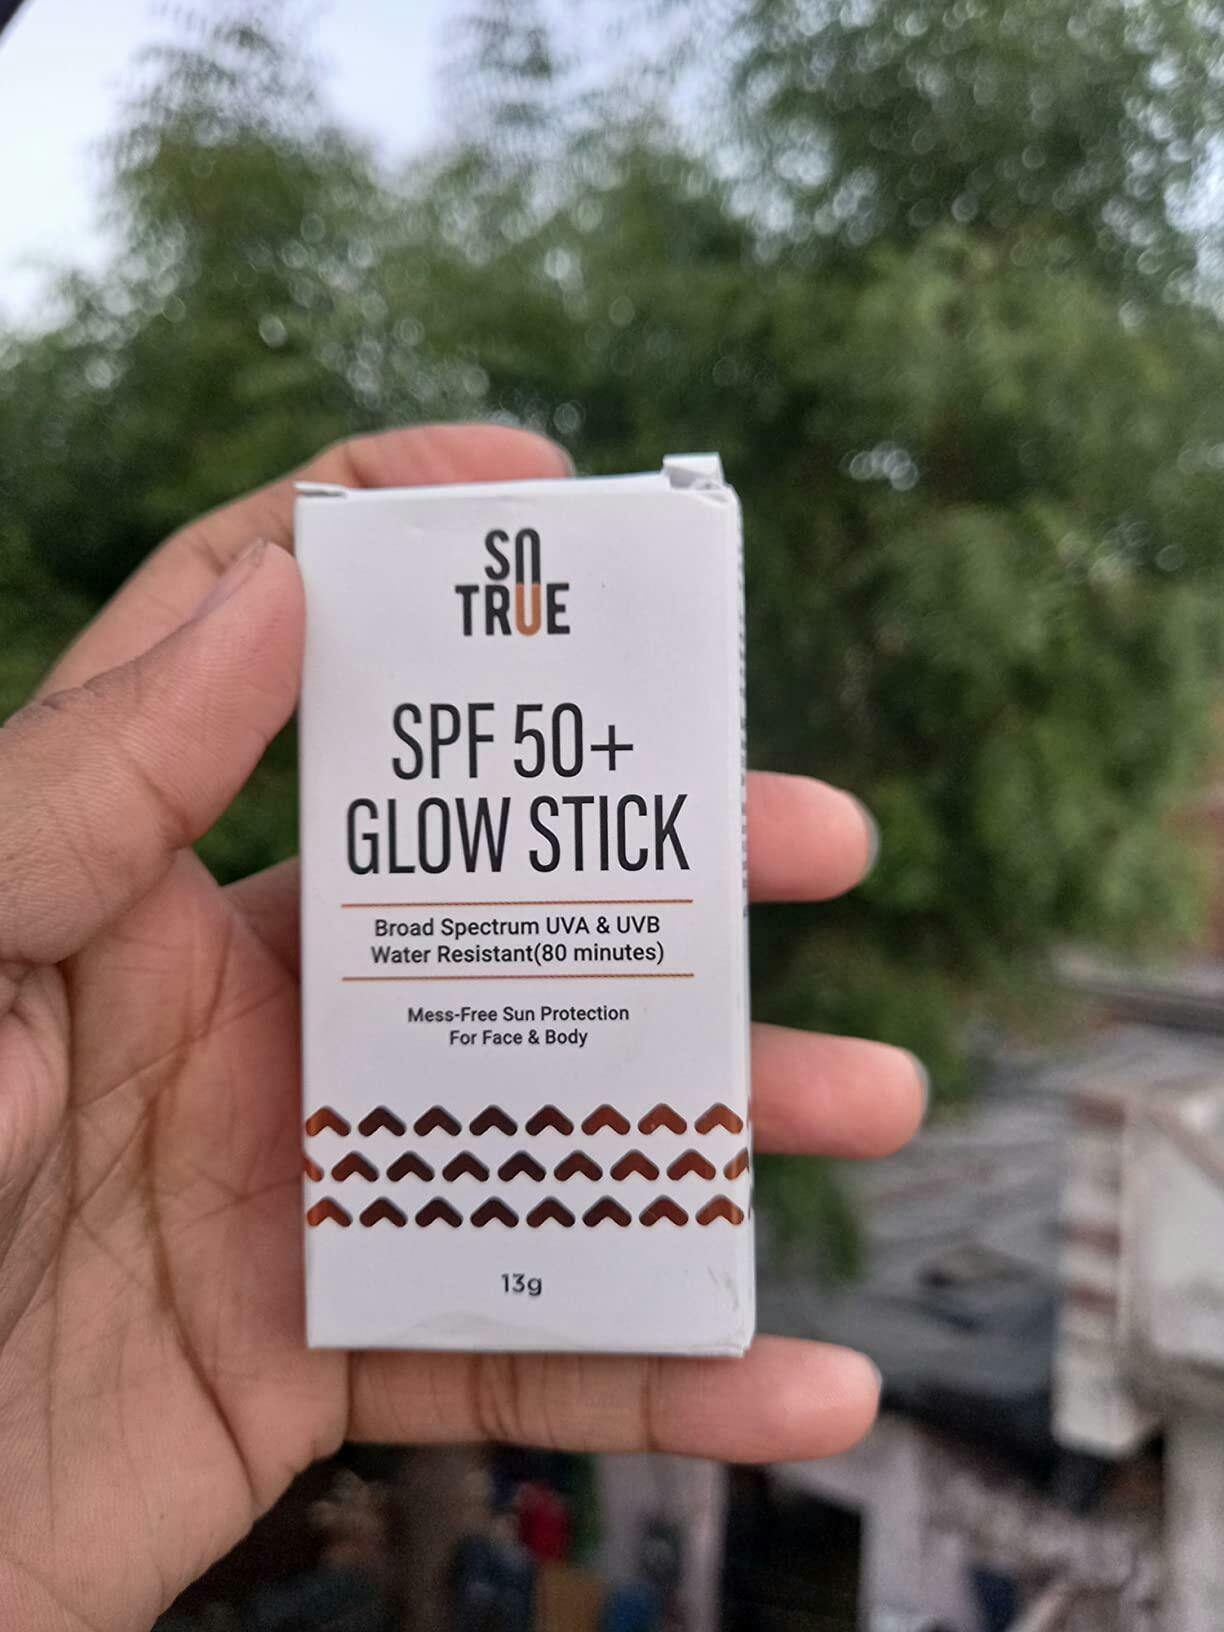 SO
TRUE
SPF 50+
GLOW STICK
Broad Spectrum UVA & UVB
Water Resistant(80 minutes)
Mess-Free Sun Protection
For Face & Body
13g